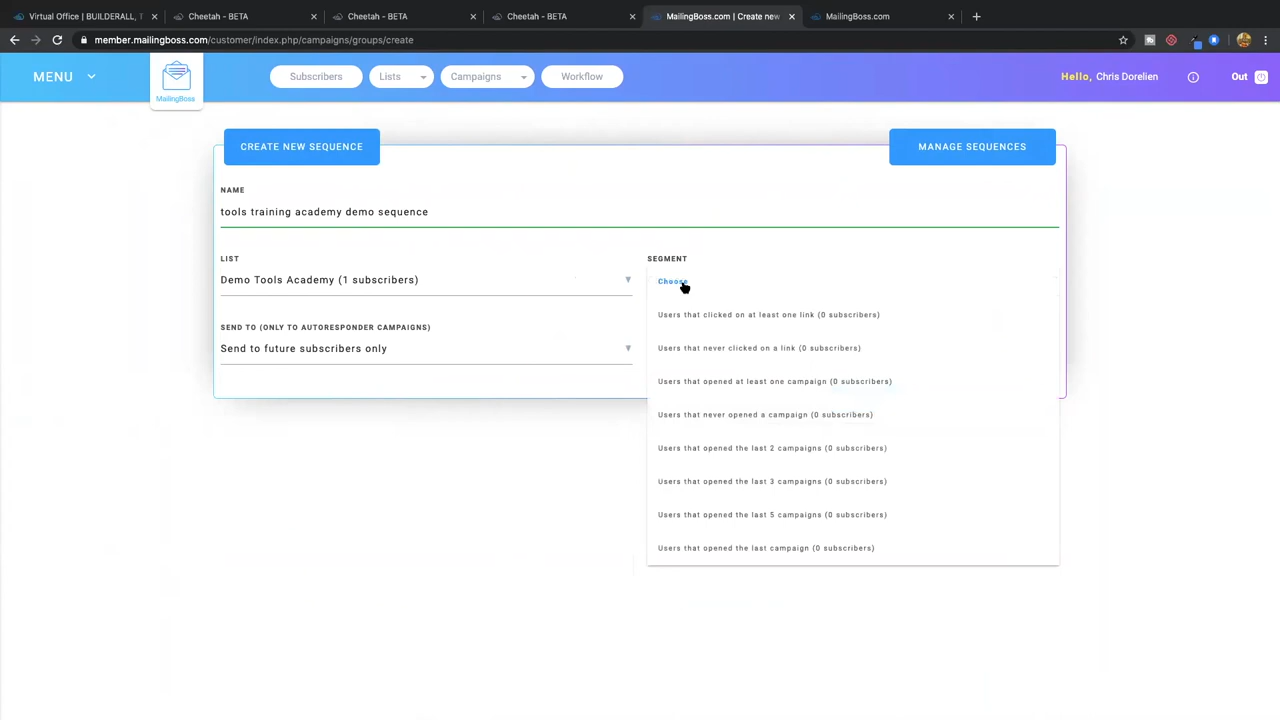 Virtual Office | BUILDERALL, T
Cheetah - BETA
Cheetah - BETA
Cheetah - BETA
MailingBoss.com | Create new
MailingBoss.com
member.mailingboss.com/customer/index.php/campaigns/groups/create
MENU
MailingBoss
Subscribers
Lists
Campaigns
Workflow
Hello, Chris Dorelien
Out
CREATE NEW SEQUENCE
MANAGE SEQUENCES
NAME
tools training academy demo sequence
LIST
Demo Tools Academy (1 subscribers)
SEND TO (ONLY TO AUTORESPONDER CAMPAIGNS)
Send to future subscribers only
SEGMENT
Choose
Users that clicked on at least one link (0 subscribers)
Users that never clicked on a link (0 subscribers)
Users that opened at least one campaign (0 subscribers)
Users that never opened a campaign (0 subscribers)
Users that opened the last 2 campaigns (0 subscribers)
Users that opened the last 3 campaigns (0 subscribers)
Users that opened the last 5 campaigns (0 subscribers)
Users that opened the last campaign (0 subscribers)